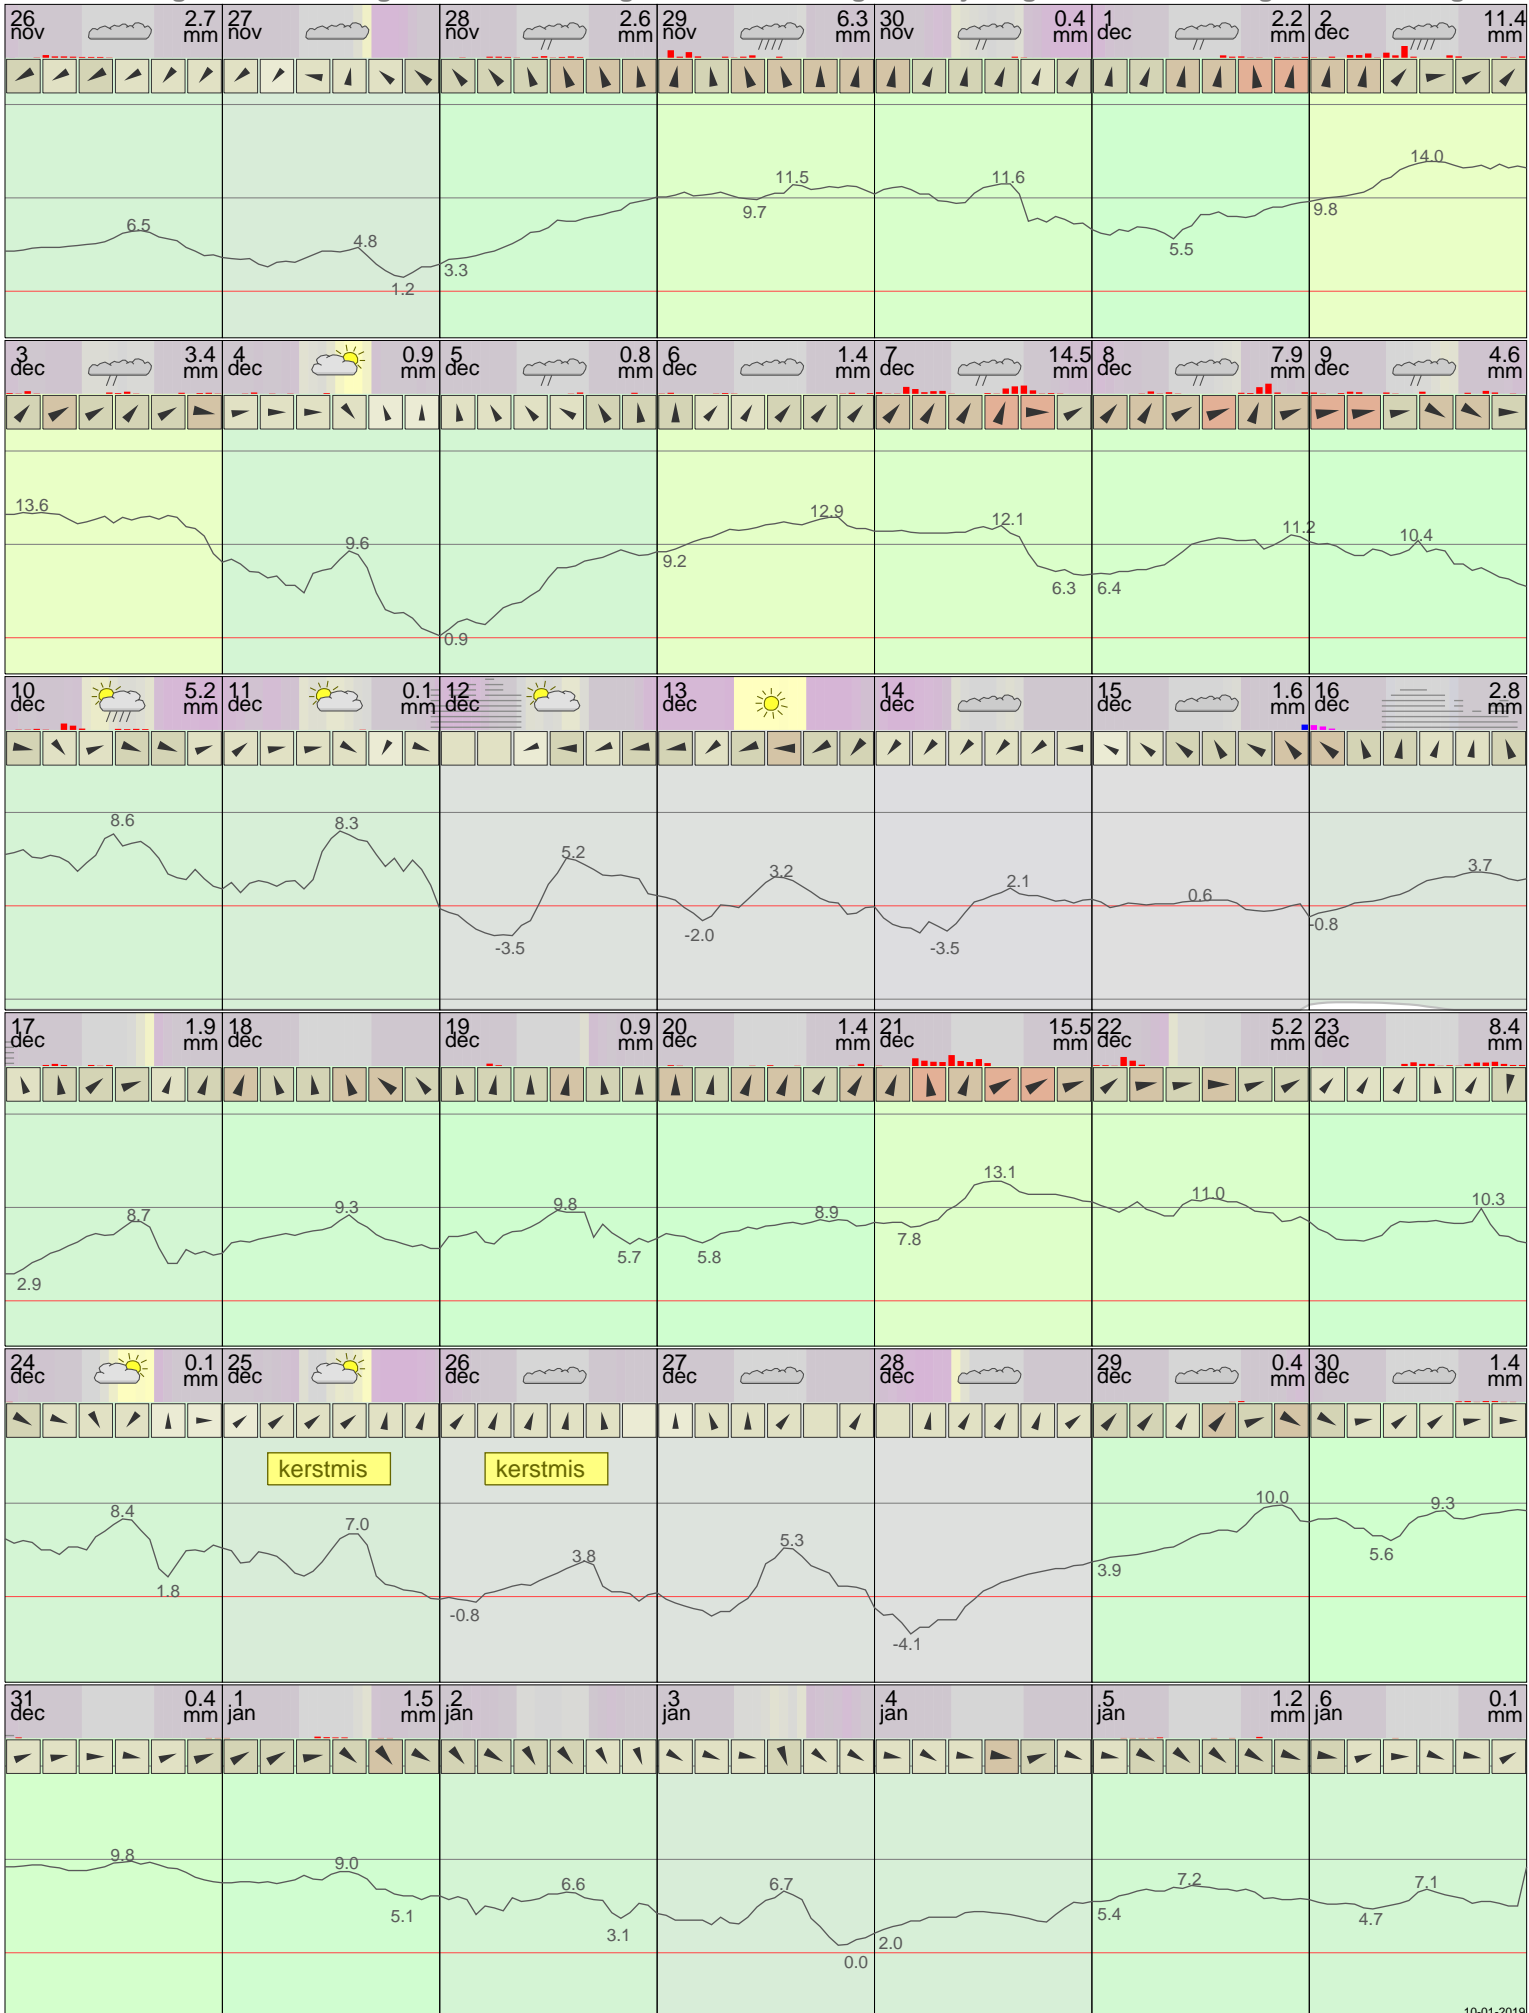 26 2.7 27 28 2.6 29 6.3 30 0.4 1 2.2 2 11.4
nov mm nov nov mm nov mm nov mm dec mm dec mm
6.5 4.8 1.2 3.3 9.7 11.5 11.6 5.5 9.8 14.0
3 3.4 4 0.9 5 0.8 6 1.4 7 14.5 8 7.9 9 4.6
dec mm dec mm dec mm dec mm dec mm dec mm dec mm
13.6 9.6 0.9 9.2 12.9 12.1 6.3 6.4 11.2 10.4
10 5.2 11 0.1 12 13 14 15 1.6 16 2.8
dec mm dec mm dec dec dec dec mm dec mm
8.6 8.3 -3.5 5.2 -2.0 3.2 -3.5 2.1 0.6 -0.8 3.7
17 1.9 18 19 0.9 20 1.4 21 15.5 22 5.2 23 8.4
dec mm dec dec mm dec mm dec mm dec mm dec mm
2.9 8.7 9.3 9.8 5.7 5.8 8.9 7.8 13.1 11.0 10.3
24 0.1 25 26 27 28 29 0.4 30 1.4
dec mm dec dec dec dec dec mm dec mm
kerstmis kerstmis
8.4 1.8 7.0 -0.8 3.8 5.3 -4.1 3.9 10.0 5.6 9.3
31 0.4 1 1.5 2 3 4 5 1.2 6 0.1
dec mm jan mm jan jan jan jan mm jan mm
9.8 9.0 5.1 6.6 3.1 6.7 0.0 2.0 5.4 7.2 4.7 7.1
10-01-2019